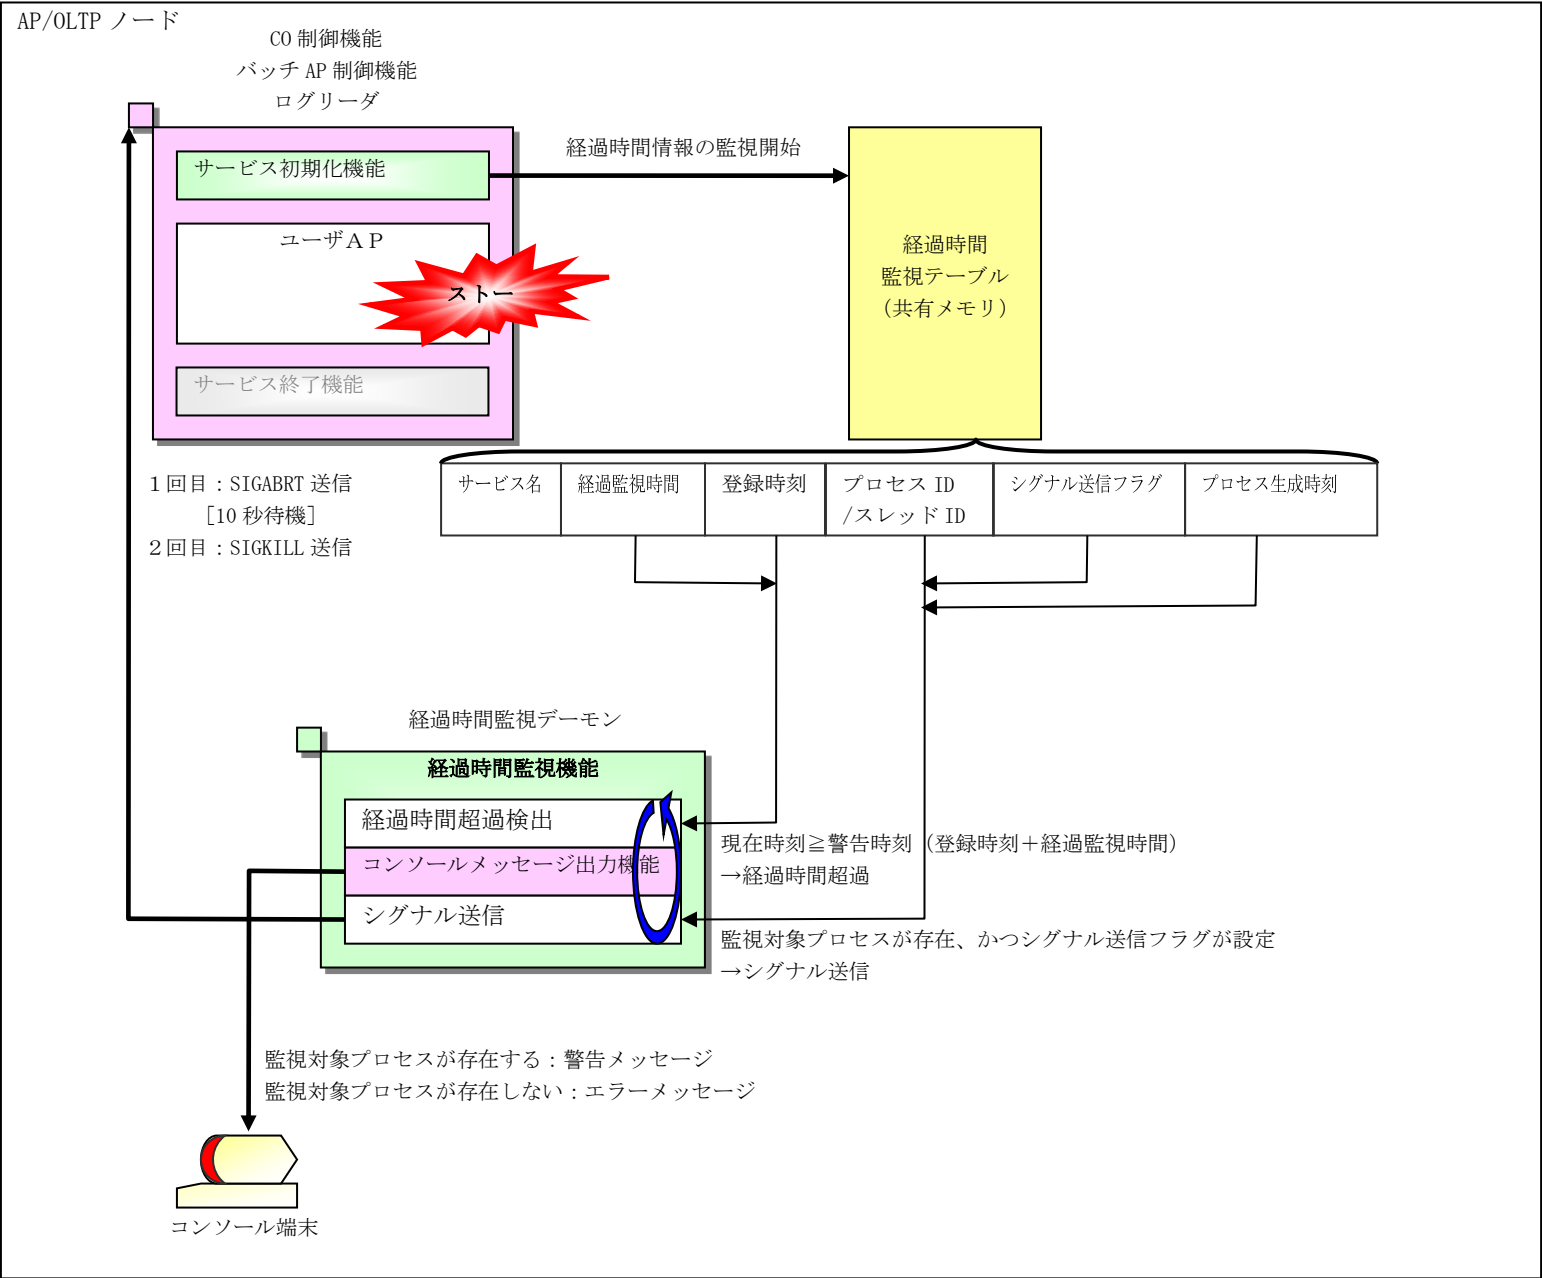 AP/OLTP ノード
CO 制御機能
バッチ AP 制御機能
ログリーダ
サービス初期化機能
経過時間情報の監視開始
ユーザＡＰ
ストー
サービス終了機能
経過時間
監視テーブル
（共有メモリ）
１回目：SIGABRT 送信
［10 秒待機］
２回目：SIGKILL 送信
サービス名
経過監視時間
登録時刻
プロセス ID
/スレッド ID
シグナル送信フラグ
プロセス生成時刻
経過時間監視デーモン
経過時間監視機能
経過時間超過検出
コンソールメッセージ出力機能
シグナル送信
現在時刻≧警告時刻（登録時刻＋経過監視時間）
→経過時間超過
監視対象プロセスが存在、かつシグナル送信フラグが設定
→シグナル送信
監視対象プロセスが存在する：警告メッセージ
監視対象プロセスが存在しない：エラーメッセージ
コンソール端末